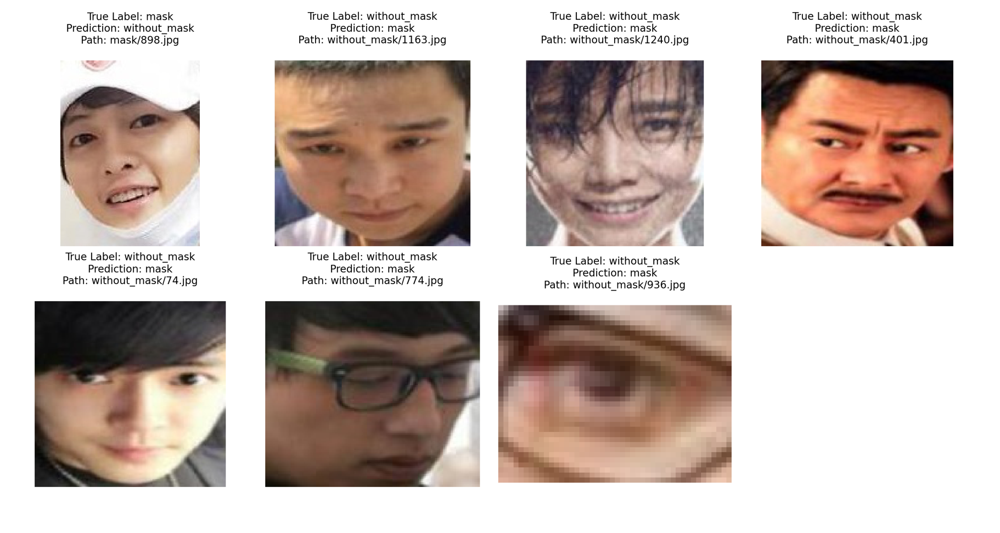 True Label: mask
Prediction: without_mask
Path: mask/898.jpg
True Label: without_mask
Prediction: mask
Path: without_mask/1163.jpg
True Label: without_mask
Prediction: mask
Path: without_mask/1240.jpg
True Label: without_mask
Prediction: mask
Path: without_mask/401.jpg
True Label: without_mask
Prediction: mask
Path: without_mask/74.jpg
True Label: without_mask
Prediction: mask
Path: without_mask/774.jpg
True Label: without_mask
Prediction: mask
Path: without_mask/936.jpg